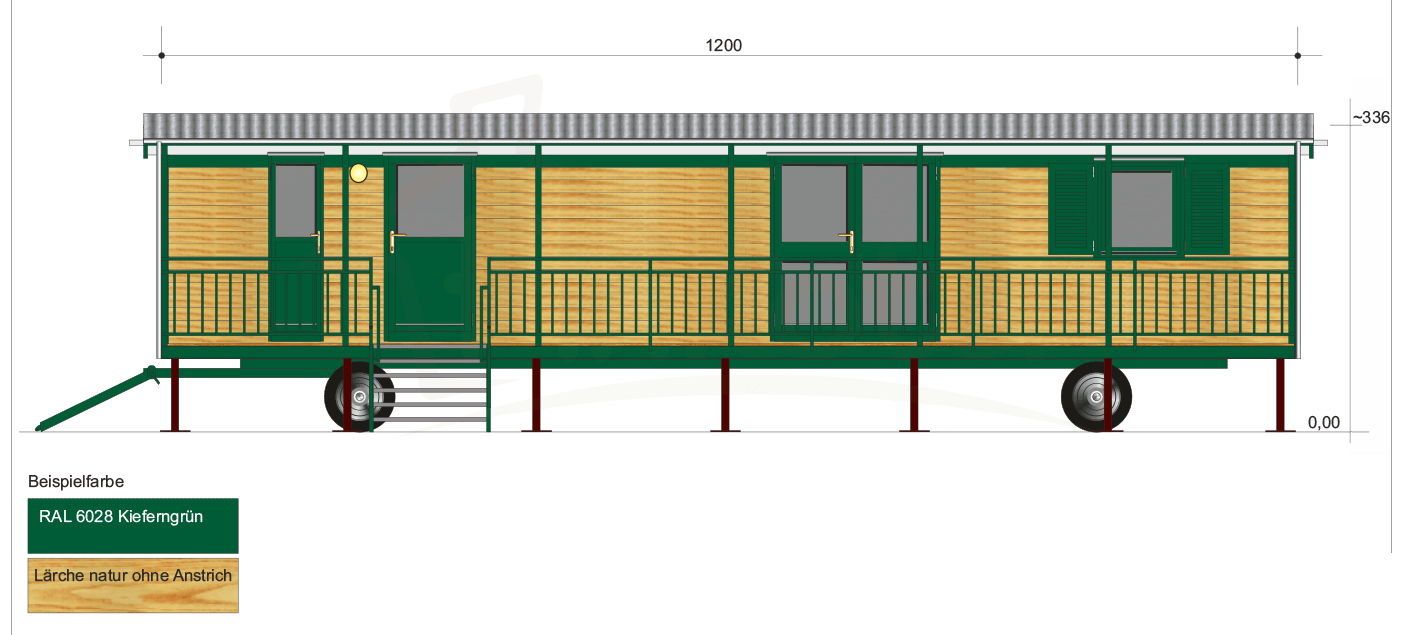 1200
~336
0,00
Beispielfarbe
RAL 6028 Kieferngrün
Lärche natur ohne Anstrich